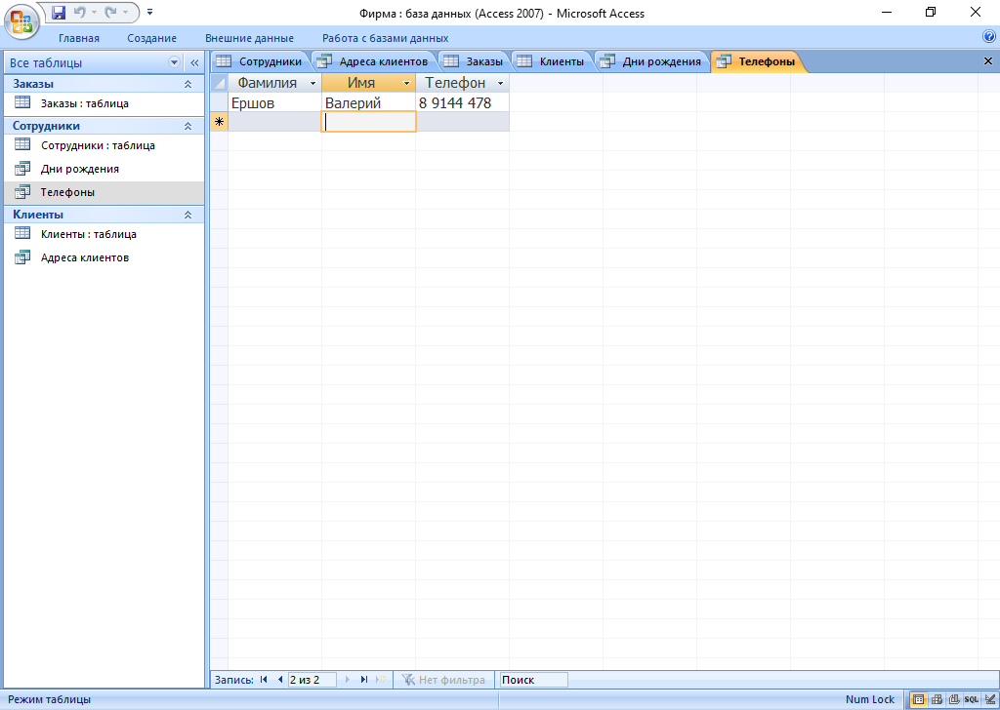 Фирма : база данных (Access 2007) - Microsoft Access
Главная Создание Внешние данные Работа с базами данных
Все таблицы
Сотрудники Адреса клиентов Заказы Клиенты Дни рождения Телефоны
Заказы
Заказы : таблица
Сотрудники
Сотрудники : таблица
Дни рождения
Телефоны
Клиенты
Клиенты : таблица
Адреса клиентов
Фамилия Имя Телефон
Ершов Валерий 8 9144 478
Запись: 2 из 2 Нет фильтра Поиск
Режим таблицы Num Lock SQL